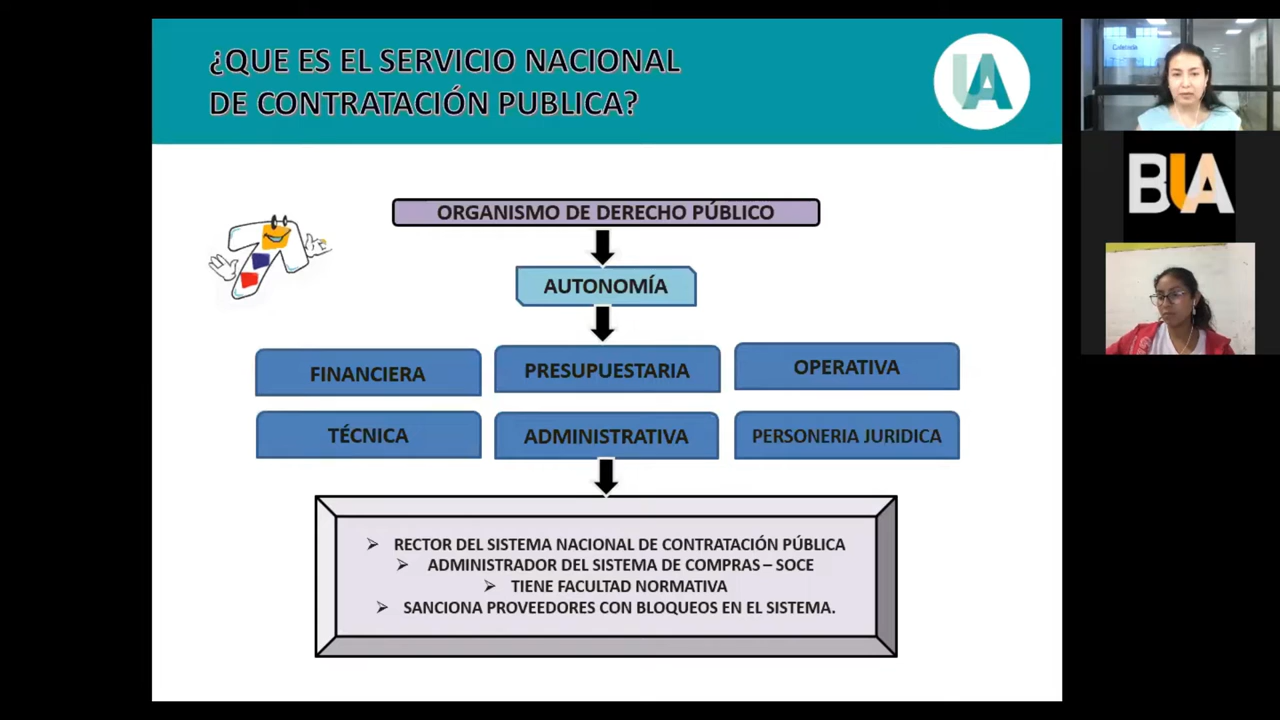 ¿QUE ES EL SERVICIO NACIONAL
DE CONTRATACIÓN PUBLICA?
UA
ORGANISMO DE DERECHO PÚBLICO
AUTONOMÍA
FINANCIERA
PRESUPUESTARIA
OPERATIVA
TÉCNICA
ADMINISTRATIVA
PERSONERIA JURIDICA
RECTOR DEL SISTEMA NACIONAL DE CONTRATACIÓN PÚBLICA
ADMINISTRADOR DEL SISTEMA DE COMPRAS – SOCE
TIENE FACULTAD NORMATIVA
SANCIONA PROVEEDORES CON BLOQUEOS EN EL SISTEMA.
BUA